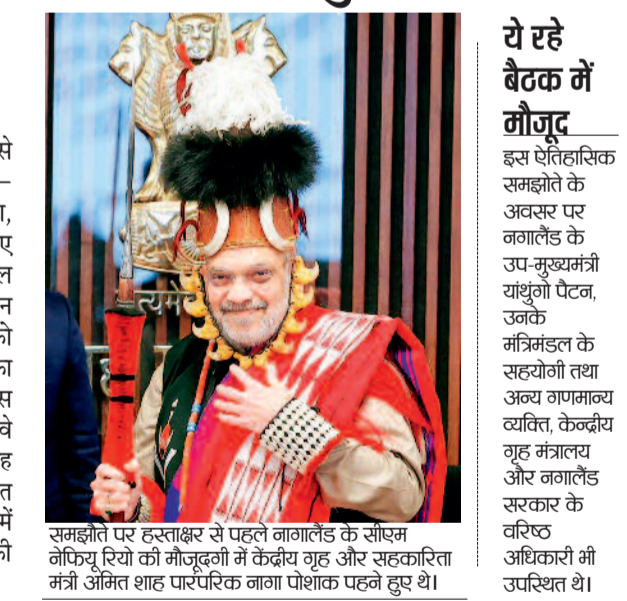 से
ए
ल
न
स
वे
ह
त
में
त्यमे
समझौते पर हस्ताक्षर से पहले नागालैंड के सीएम
नेफियू रियो की मौजूदगी में केंद्रीय गृह और सहकारिता
मंत्री अमित शाह पारंपरिक नागा पोशाक पहने हुए थे।
ये रहे
बैठक में
मौजूद
इस ऐतिहासिक
समझोते के
अवसर पर
नगालैंड के
उप-मुख्यमंत्री
यांथुंगो पैटन,
उनके
मंत्रिमंडल के
सहयोगी तथा
अन्य गणमान्य
व्यक्ति, केन्द्रीय
गृह मंत्रालय
और नगालैंड
सरकार के
वरिष्ठ
अधिकारी भी
उपस्थित थे।